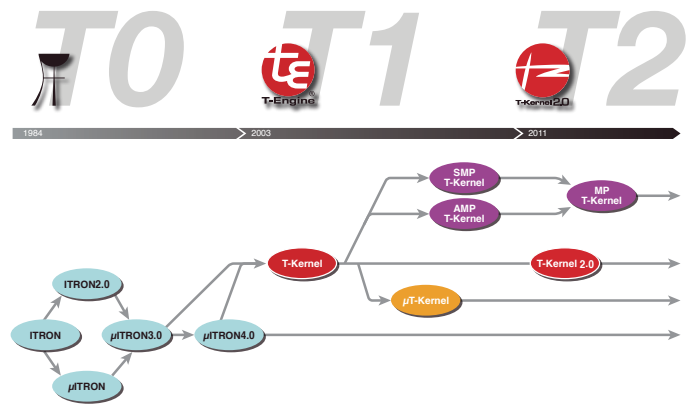 T0
T1
T2
T-Engine®
T-Kernel2.0
1984
2003
2011
SMP
T-Kernel
AMP
T-Kernel
MP
T-Kernel
T-Kernel
T-Kernel 2.0
ITRON2.0
µT-Kernel
ITRON
µITRON3.0
µITRON4.0
µITRON